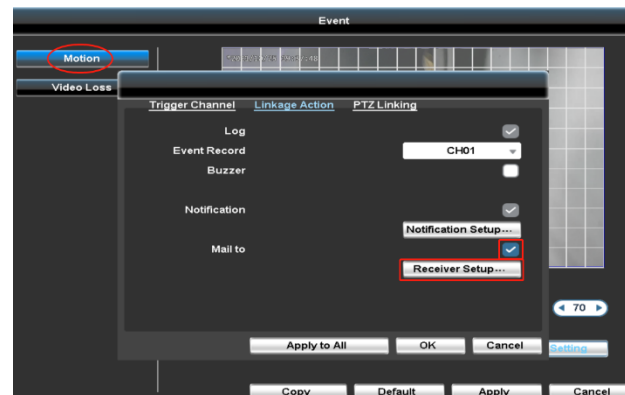 Event
Motion
Video Loss
Trigger Channel Linkage Action PTZ Linking
Log
Event Record CH01
Buzzer
Notification
Notification Setup...
Mail to
Receiver Setup...
70
Apply to All OK Cancel
Setting
Copy Default Apply Cancel